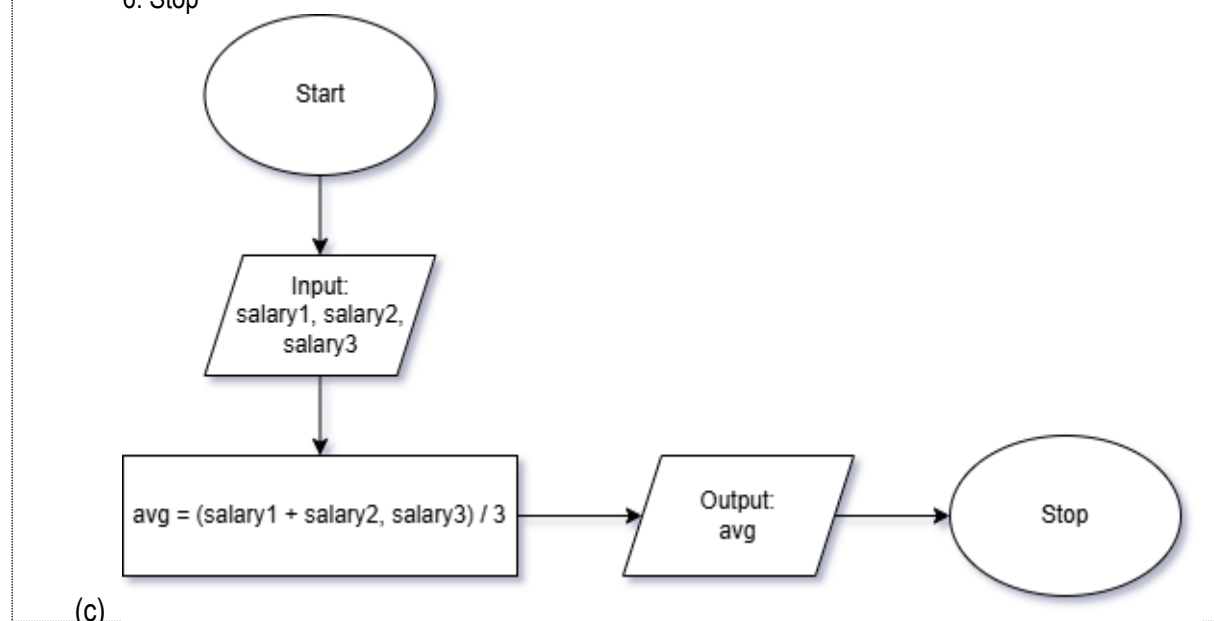 6. Stop
Start
Input:
salary1, salary2,
salary3
avg = (salary1 + salary2, salary3) / 3
Output:
avg
Stop
(c)